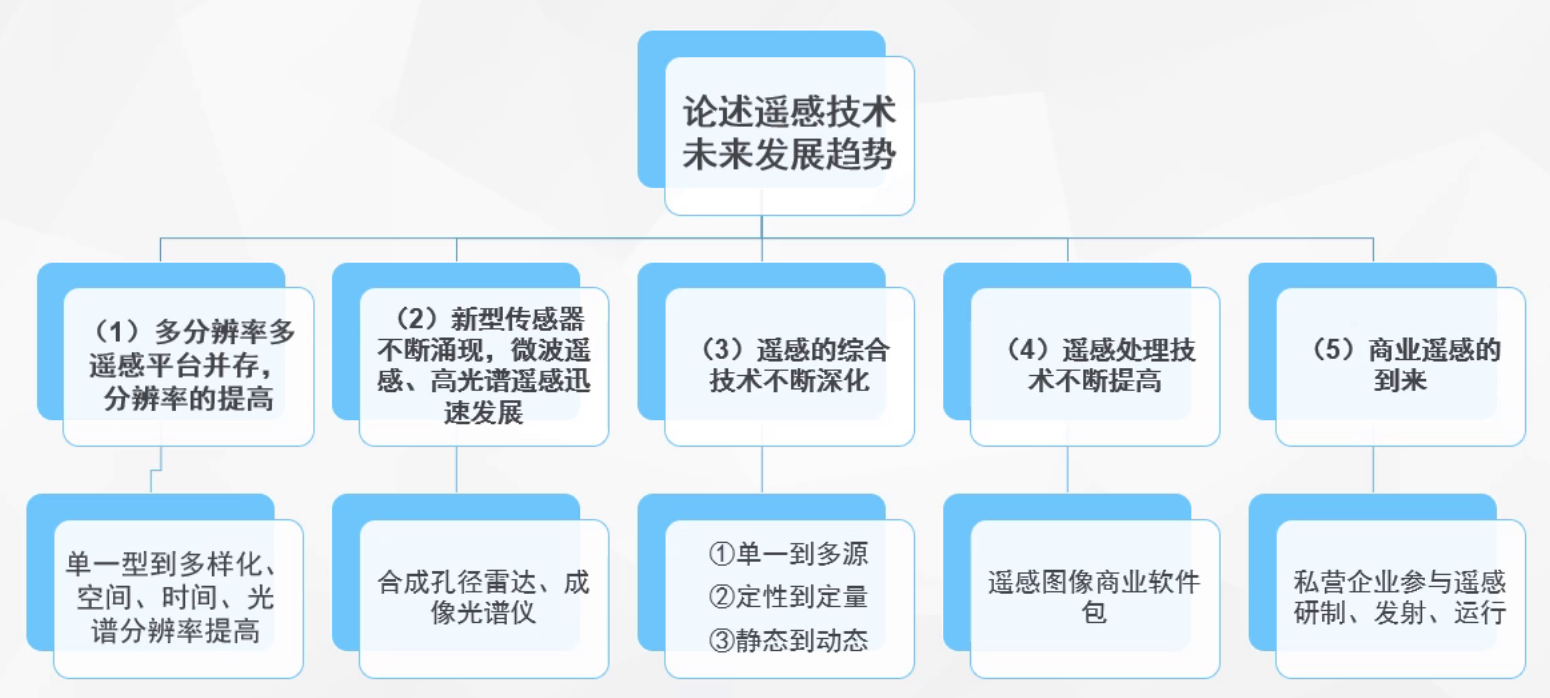 论述遥感技术
未来发展趋势
（1）多分辨率多
遥感平台并存，
分辨率的提高
（2）新型传感器
不断涌现，微波遥
感、高光谱遥感迅
速发展
（3）遥感的综合
技术不断深化
（4）遥感处理技
术不断提高
（5）商业遥感的
到来
单一型到多样化、
空间、时间、光
谱分辨率提高
合成孔径雷达、成
像光谱仪
①单一到多源
②定性到定量
③静态到动态
遥感图像商业软件
包
私营企业参与遥感
研制、发射、运行